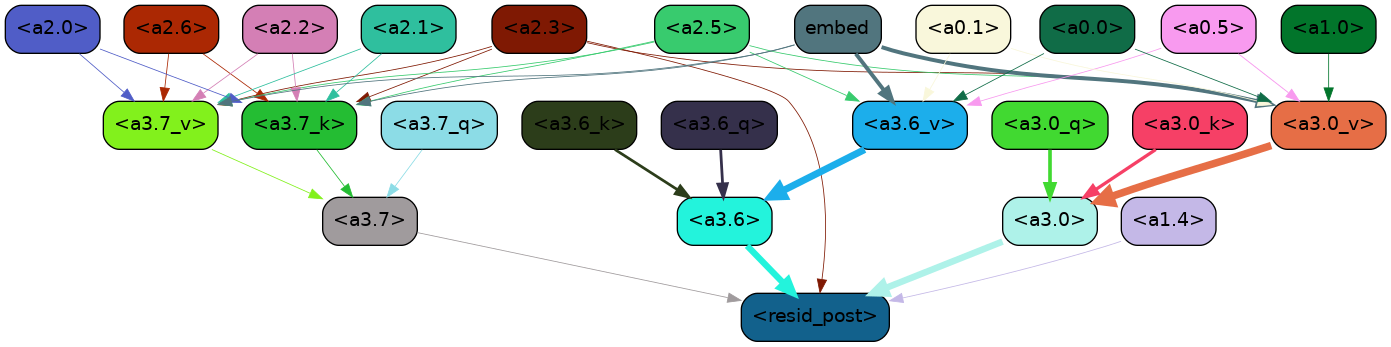 <a2.0> <a2.6> <a2.2> <a2.1> <a2.3> <a2.5> embed <a0.1> <a0.0> <a0.5> <a1.0>
<a3.7_v> <a3.7_k> <a3.7_q> <a3.6_k> <a3.6_q> <a3.6_v> <a3.0_q> <a3.0_k> <a3.0_v>
<a3.7> <a3.6> <a3.0> <a1.4>
<resid_post>